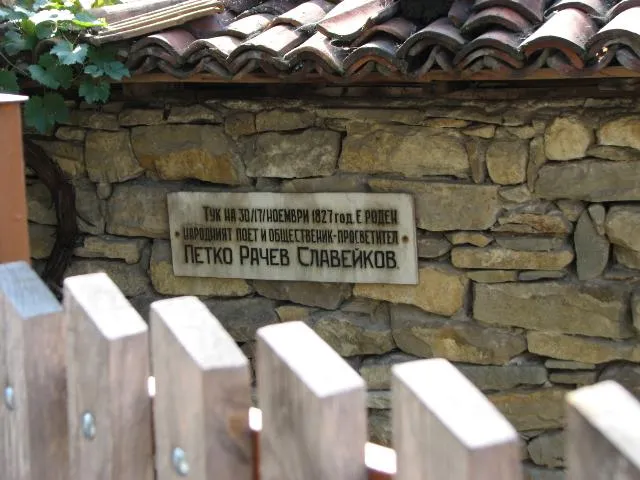 ТУК НА 30/17/НОЕМВРИ 1827 ГОД. Е РОДЕН
НАРОДНИЯТ ПОЕТ И ОБЩЕСТВЕНИК-ПРОСВЕТИТЕЛ
ПЕТКО РАЧЕВ СЛАВЕЙКОВ.